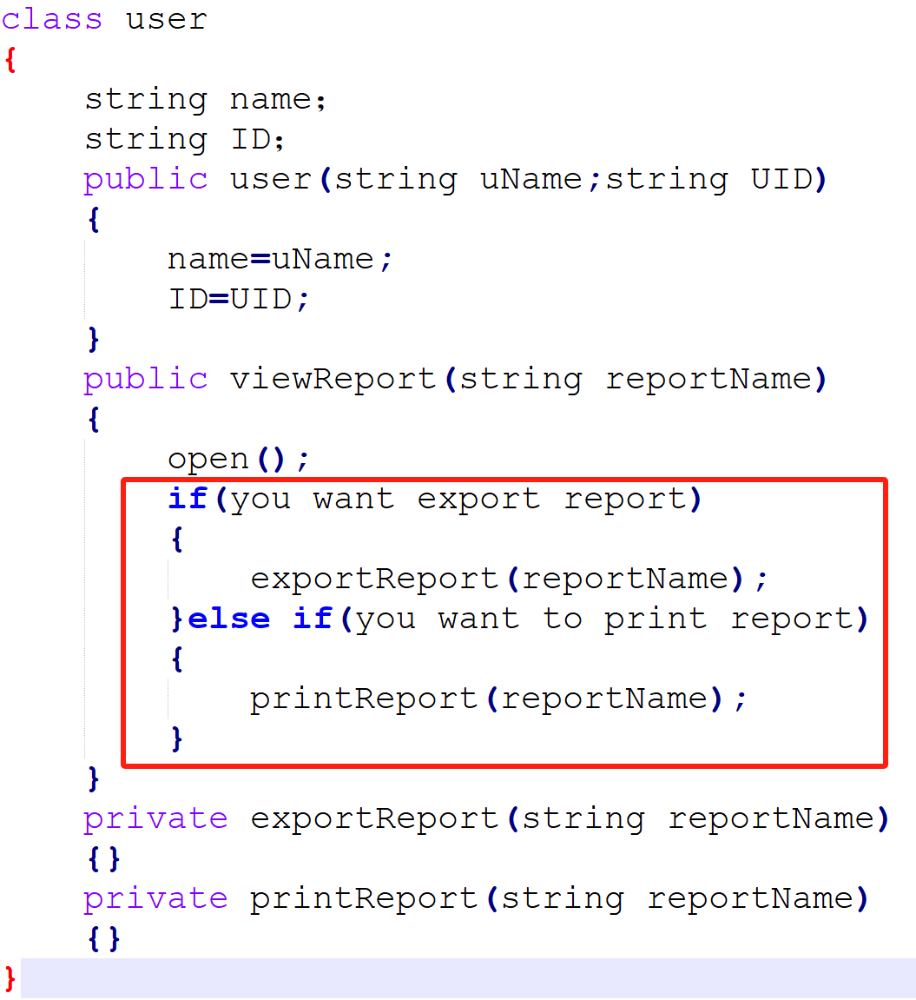 class user
{
string name;
string ID;
public user(string uName;string UID)
{
name=uName;
ID=UID;
}
public viewReport(string reportName)
{
open();
if(you want export report)
{
exportReport(reportName);
}else if(you want to print report)
{
printReport(reportName);
}
}
private exportReport(string reportName)
{}
private printReport(string reportName)
{}
}